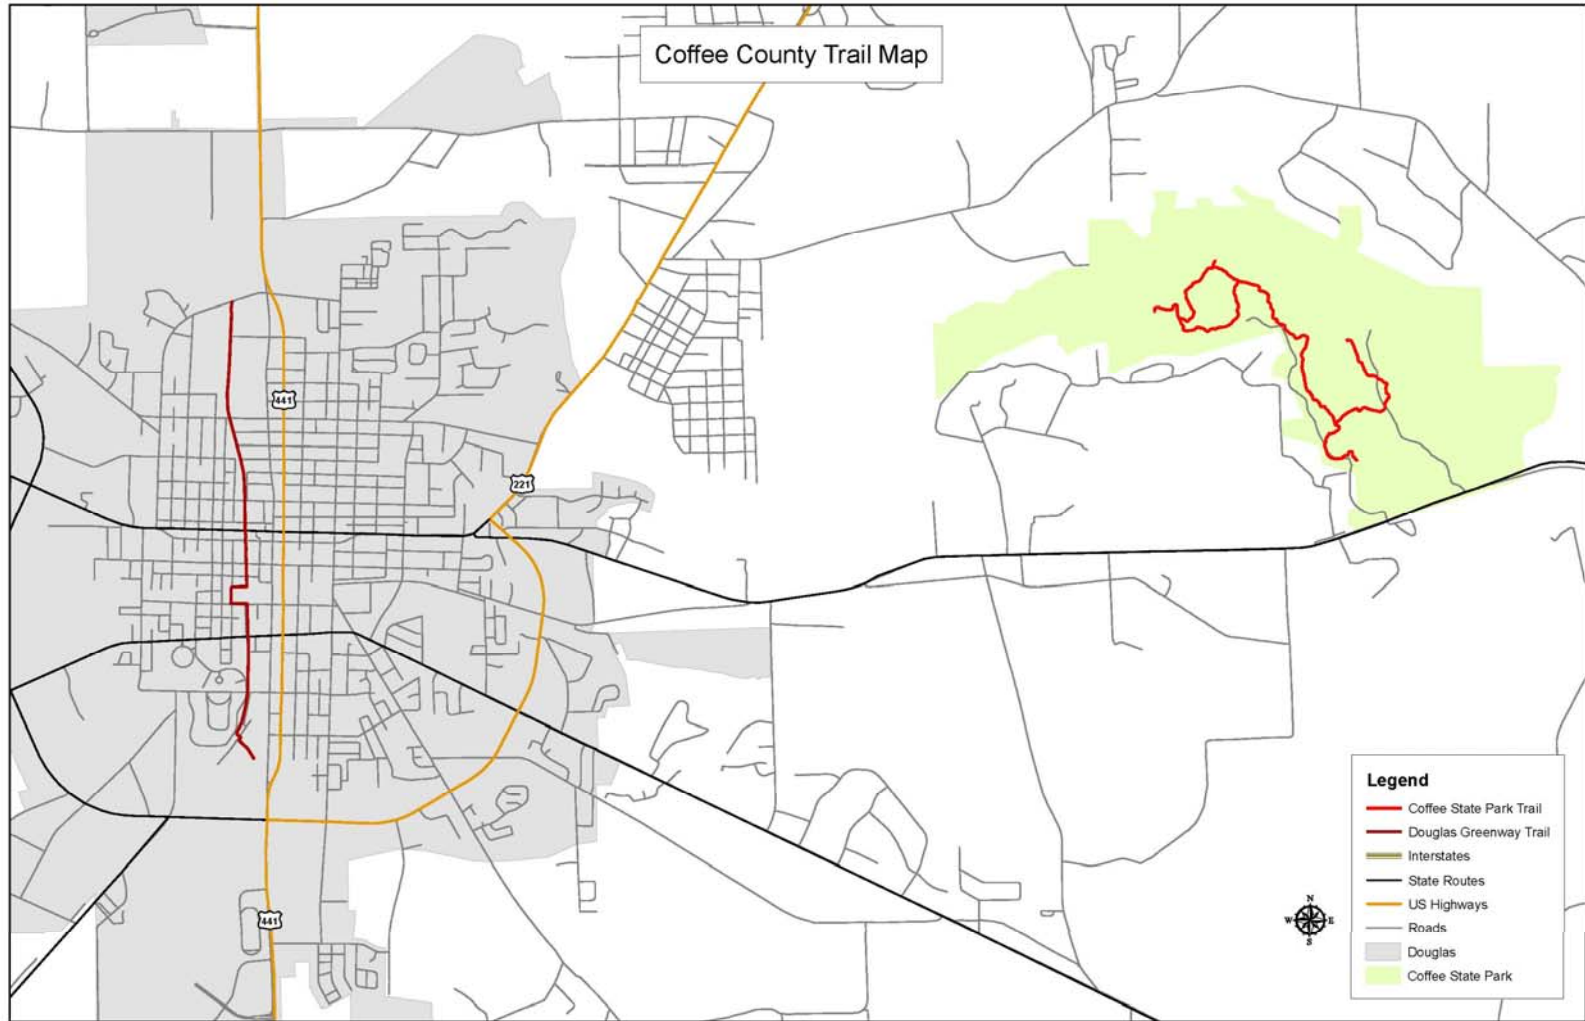 Coffee County Trail Map
441
221
441
Legend
Coffee State Park Trail
Douglas Greenway Trail
Interstates
State Routes
US Highways
Roads
Douglas
Coffee State Park
N
W E
S